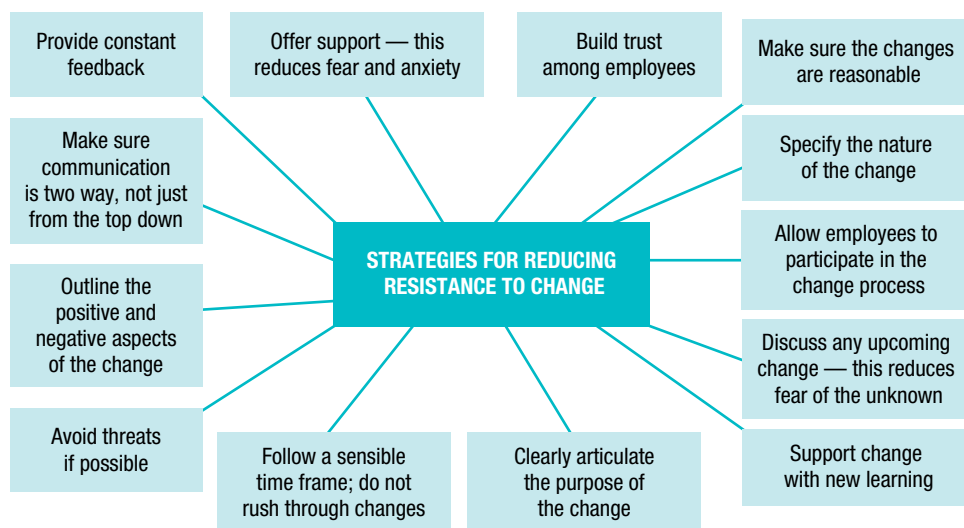 Provide constant
feedback
Offer support — this
reduces fear and anxiety
Build trust
among employees
Make sure the changes
are reasonable
Make sure
communication
is two way, not just
from the top down
Specify the nature
of the change
STRATEGIES FOR REDUCING
RESISTANCE TO CHANGE
Allow employees to
participate in the
change process
Outline the
positive and
negative aspects
of the change
Discuss any upcoming
change — this reduces
fear of the unknown
Avoid threats
if possible
Follow a sensible
time frame; do not
rush through changes
Clearly articulate
the purpose of
the change
Support change
with new learning